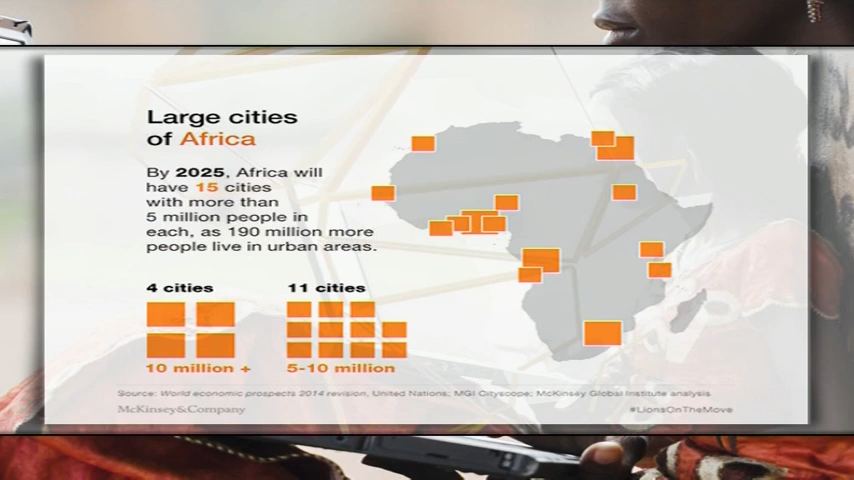 Large cities
of Africa
By 2025, Africa will
have 15 cities
with more than
5 million people in
each, as 190 million more
people live in urban areas.
4 cities
11 cities
10 million +
5-10 million
Source: World economic prospects 2014 revision, United Nations; MGI Cityscope; McKinsey Global Institute analysis
McKinsey&Company
#LionsOnTheMove